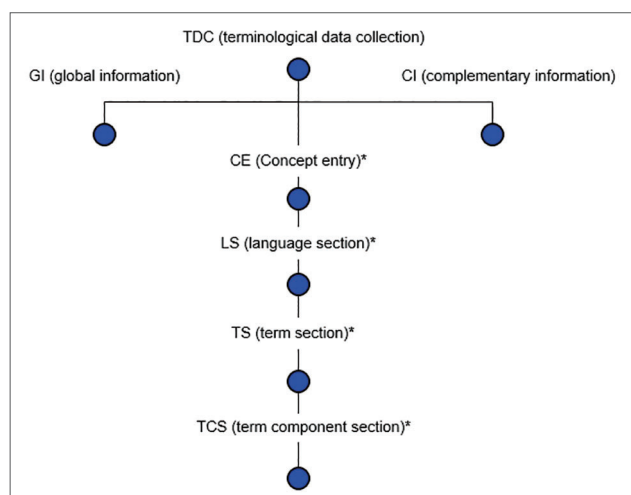 TDC (terminological data collection)
GI (global information)
CI (complementary information)
CE (Concept entry)*
LS (language section)*
TS (term section)*
TCS (term component section)*